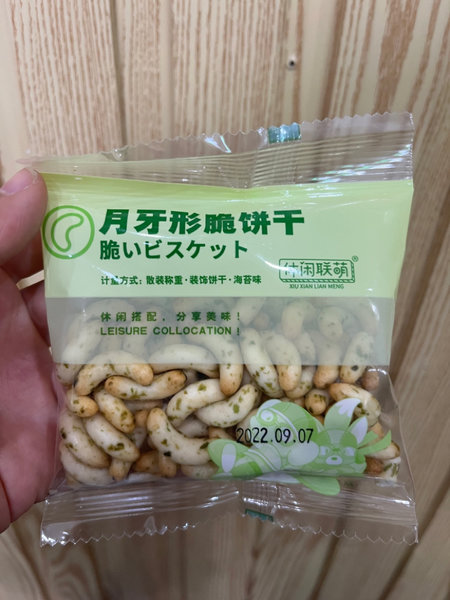 月牙形脆饼干
脆いビスケット
休闲联萌®
XIU XIAN LIAN MENG
计量方式：散装称重·装饰饼干·海苔味
休闲搭配，分享美味！
LEISURE COLLOCATION！
2022.09.07